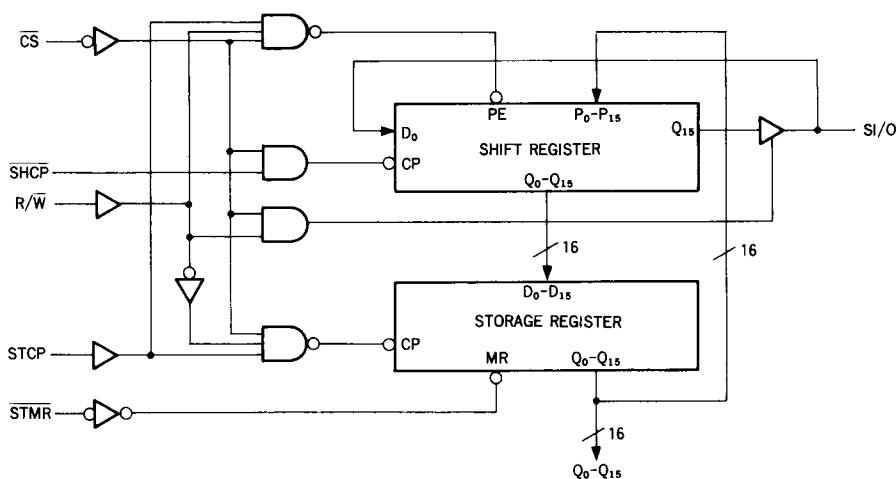 CS
SHCP
R/W
STCP
STMR
PE
P0-P15
D0
Q15
SI/O
SHIFT REGISTER
CP
Q0-Q15
16
16
D0-D15
STORAGE REGISTER
CP
MR
Q0-Q15
16
Q0-Q15